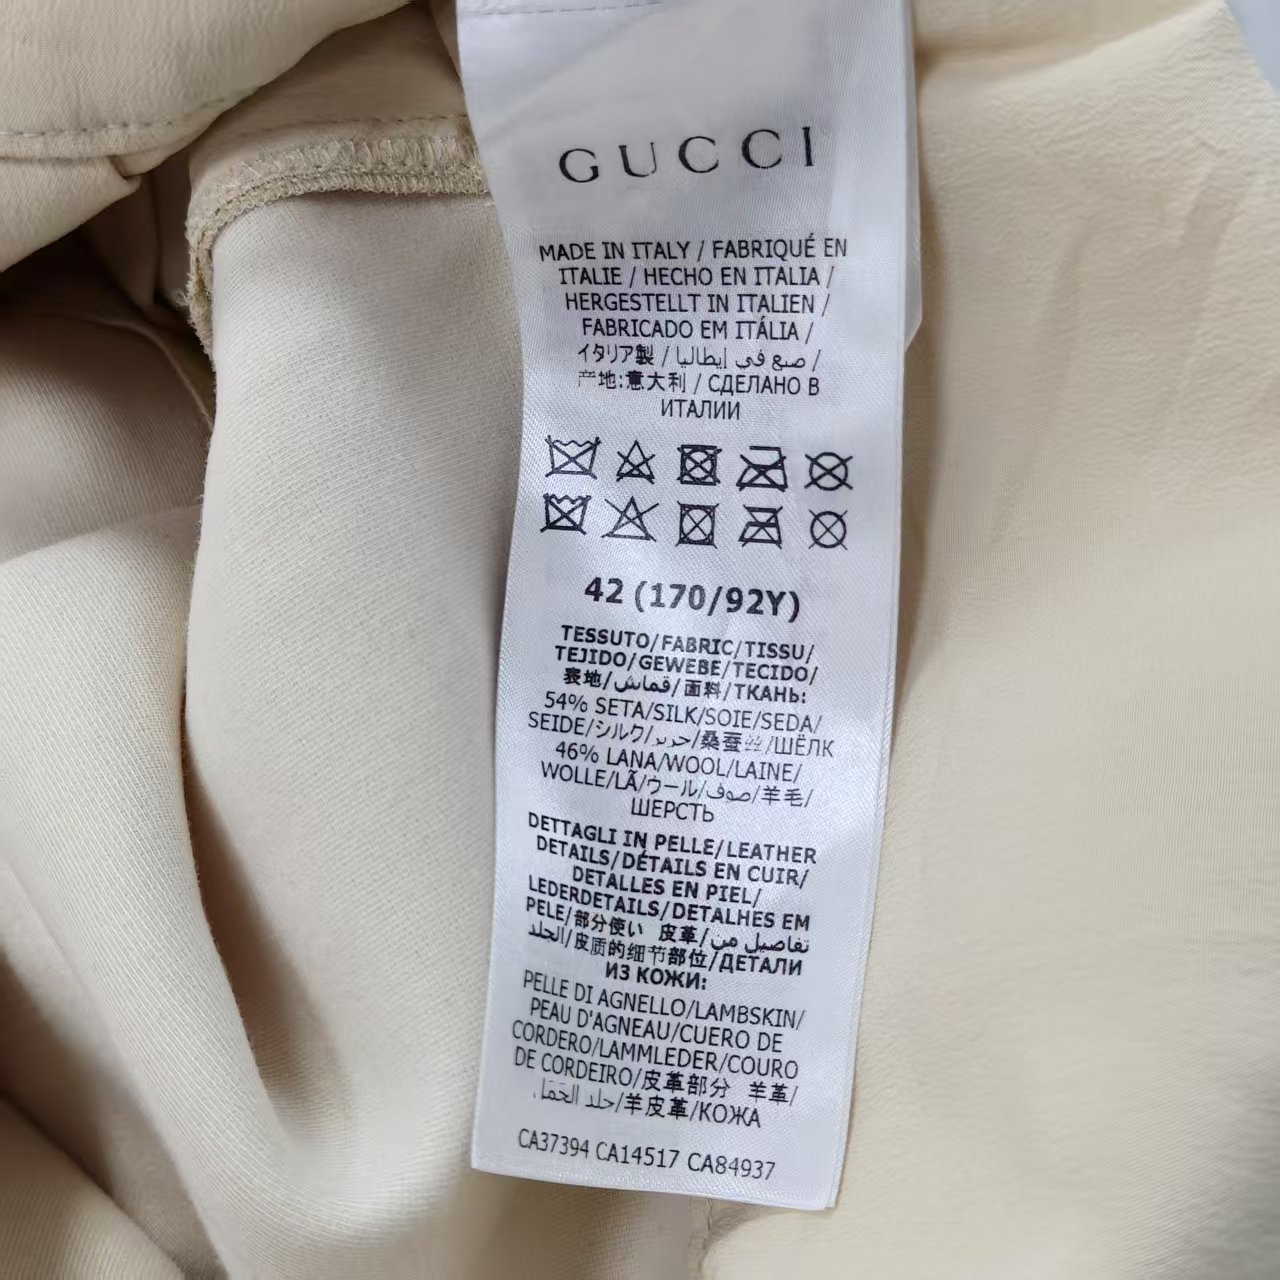 GUCCI
MADE IN ITALY / FABRIQUÉ EN
ITALIE / HECHO EN ITALIA /
HERGESTELLT IN ITALIEN /
FABRICADO EM ITÁLIA /
イタリア製 / صنع في إيطاليا /
产地:意大利 / СДЕЛАНО В
ИТАЛИИ
42 (170/92Y)
TESSUTO/FABRIC/TISSU/
TEJIDO/GEWEBE/TECIDO/
表地/قماش/面料/ТКАНЬ:
54% SETA/SILK/SOIE/SEDA/
SEIDE/シルク/حرير/桑蚕丝/ШЁЛК
46% LANA/WOOL/LAINE/
WOLLE/LÃ/ウール/صوف/羊毛/
ШЕРСТЬ
DETTAGLI IN PELLE/LEATHER
DETAILS/DÉTAILS EN CUIR/
DETALLES EN PIEL/
LEDERDETAILS/DETALHES EM
PELE/部分使い 皮革/تفاصيل من
الجلد/皮质的细节部位/ДЕТАЛИ
ИЗ КОЖИ:
PELLE DI AGNELLO/LAMBSKIN/
PEAU D'AGNEAU/CUERO DE
CORDERO/LAMMLEDER/COURO
DE CORDEIRO/皮革部分 羊革/
جلد الحَمَل/羊皮革/КОЖА
CA37394 CA14517 CA84937